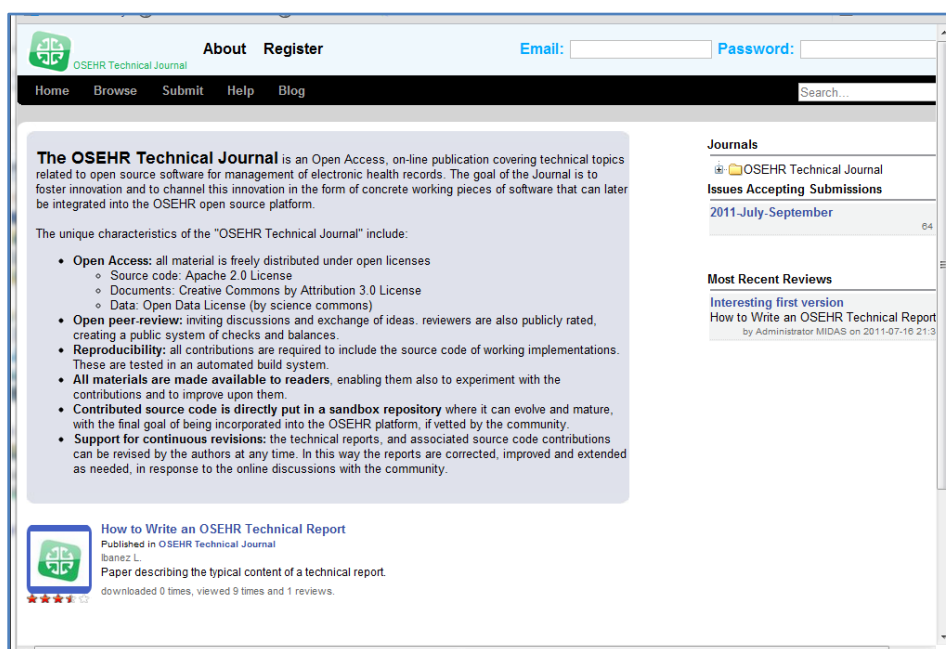 About Register
Email:
Password:
OSEHR Technical Journal
Home Browse Submit Help Blog
Search...
The OSEHR Technical Journal is an Open Access, on-line publication covering technical topics
related to open source software for management of electronic health records. The goal of the Journal is to
foster innovation and to channel this innovation in the form of concrete working pieces of software that can later
be integrated into the OSEHR open source platform.
The unique characteristics of the "OSEHR Technical Journal" include:
• Open Access: all material is freely distributed under open licenses
◦ Source code: Apache 2.0 License
◦ Documents: Creative Commons by Attribution 3.0 License
◦ Data: Open Data License (by science commons)
• Open peer-review: inviting discussions and exchange of ideas. reviewers are also publicly rated,
creating a public system of checks and balances.
• Reproducibility: all contributions are required to include the source code of working implementations.
These are tested in an automated build system.
• All materials are made available to readers, enabling them also to experiment with the
contributions and to improve upon them.
• Contributed source code is directly put in a sandbox repository where it can evolve and mature,
with the final goal of being incorporated into the OSEHR platform, if vetted by the community.
• Support for continuous revisions: the technical reports, and associated source code contributions
can be revised by the authors at any time. In this way the reports are corrected, improved and extended
as needed, in response to the online discussions with the community.
Journals
OSEHR Technical Journal
Issues Accepting Submissions
2011-July-September
64
Most Recent Reviews
Interesting first version
How to Write an OSEHR Technical Report
by Administrator MIDAS on 2011-07-16 21:3
How to Write an OSEHR Technical Report
Published in OSEHR Technical Journal
Ibanez L.
Paper describing the typical content of a technical report.
downloaded 0 times, viewed 9 times and 1 reviews.